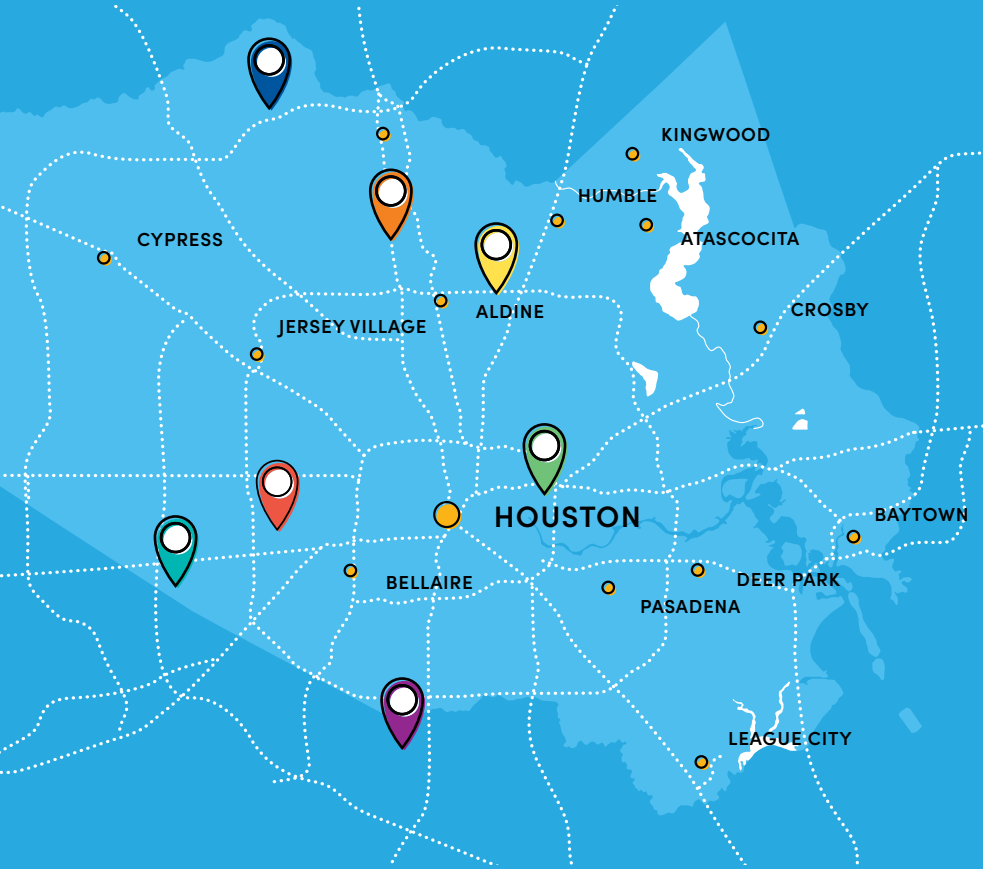 KINGWOOD
HUMBLE
CYPRESS
ATASCOCITA
ALDINE
CROSBY
JERSEY VILLAGE
HOUSTON
BAYTOWN
BELLAIRE
DEER PARK
PASADENA
LEAGUE CITY